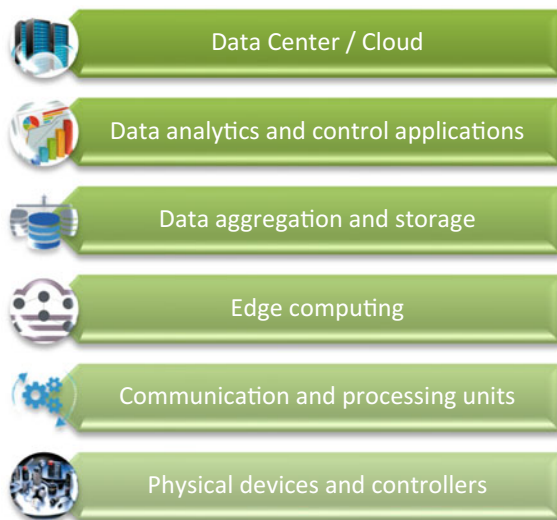 Data Center / Cloud
Data analytics and control applications
Data aggregation and storage
Edge computing
Communication and processing units
Physical devices and controllers